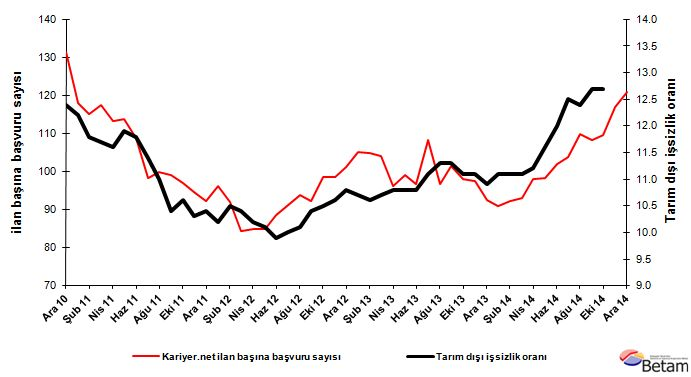 140
130
120
110
100
90
80
70
ilan başına başvuru sayısı
14.0
13.5
13.0
12.5
12.0
11.5
11.0
10.5
10.0
9.5
9.0
Tarım dışı işsizlik oranı
Ara 10
Şub 11
Nis 11
Haz 11
Ağu 11
Eki 11
Ara 11
Şub 12
Nis 12
Haz 12
Ağu 12
Eki 12
Ara 12
Şub 13
Nis 13
Haz 13
Ağu 13
Eki 13
Ara 13
Şub 14
Nis 14
Haz 14
Ağu 14
Eki 14
Ara 14
Kariyer.net ilan başına başvuru sayısı
Tarım dışı işsizlik oranı
Betam